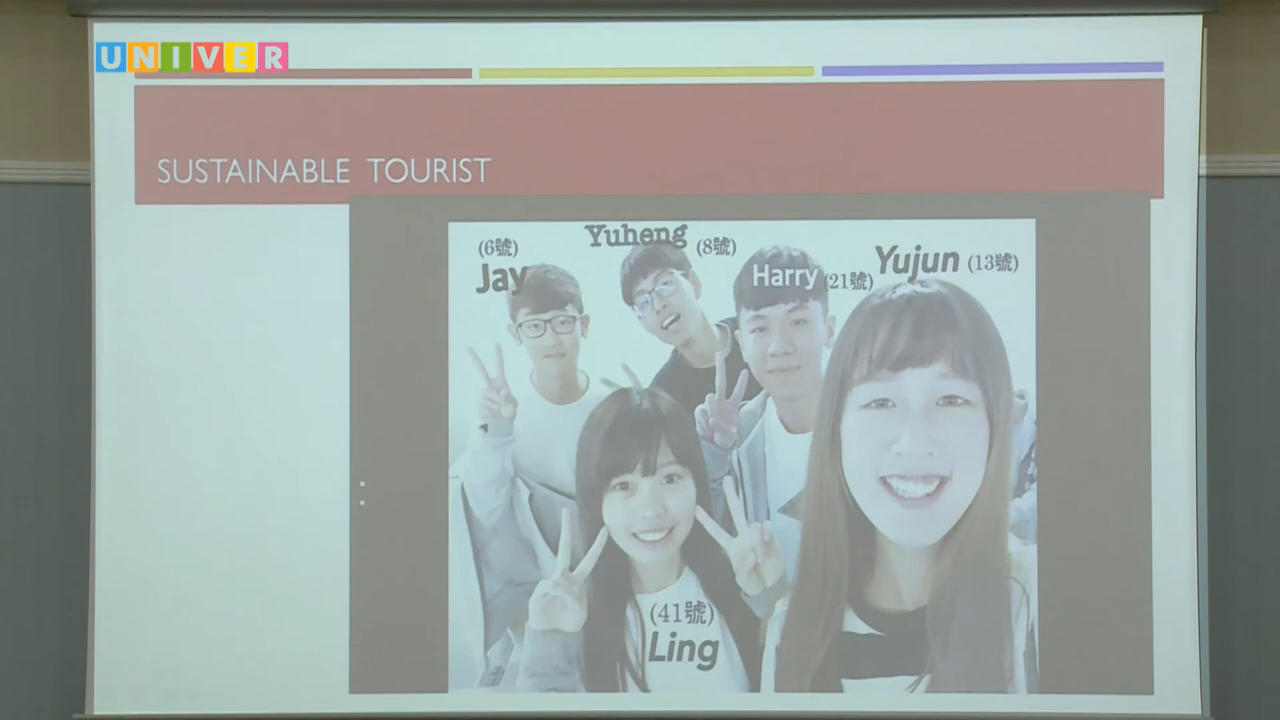 UNIVER
SUSTAINABLE TOURIST
Yuheng (8號)
(6號)
Jay
Harry (21號)
Yujun (13號)
(41號)
Ling